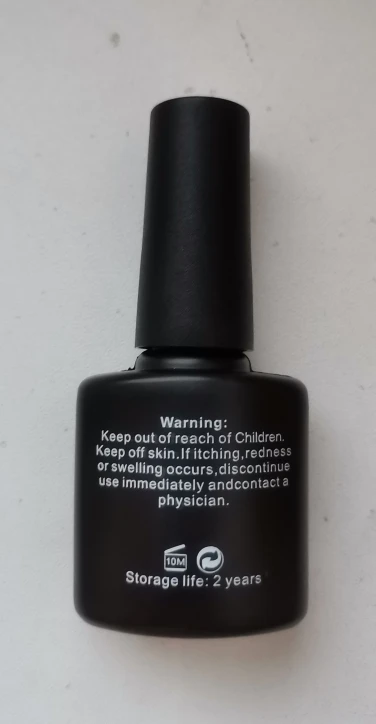 Warning:
Keep out of reach of Children.
Keep off skin.If itching,redness
or swelling occurs,discontinue
use immediately andcontact a
physician.
10M
Storage life: 2 years